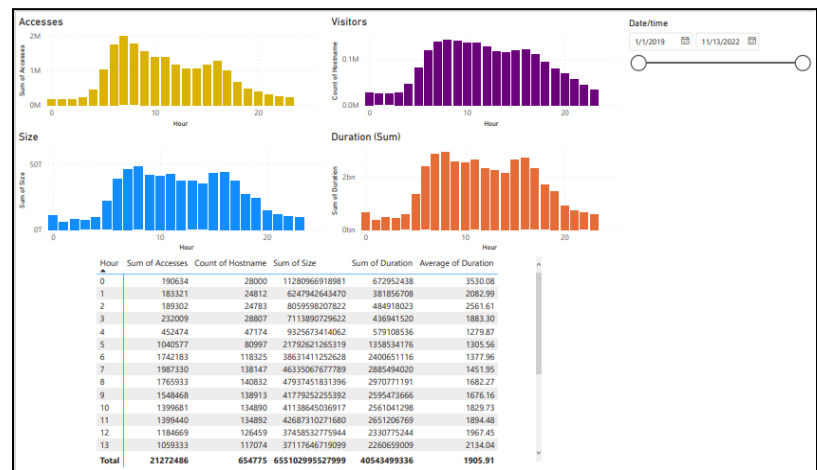 Accesses
2M
1M
0M
Sum of Accesses
0 10 20
Hour
Visitors
0.1M
0.0M
Count of Hostname
0 10 20
Hour
Date/time
1/1/2019 11/13/2022
Size
50T
0T
Sum of Size
0 10 20
Hour
Duration (Sum)
2bn
0bn
Sum of Duration
0 10 20
Hour
Hour Sum of Accesses Count of Hostname Sum of Size Sum of Duration Average of Duration
0 190634 28000 11280966918981 672952438 3530.08
1 183321 24812 6247942643470 381856708 2082.99
2 189302 24783 8059598207822 484918023 2561.61
3 232009 28807 7113890729622 436941520 1883.30
4 452474 47174 9325673414062 579108536 1279.87
5 1040577 80997 21792621265319 1358534176 1305.56
6 1742183 118325 38631411252628 2400651116 1377.96
7 1987330 138147 46335067677789 2885494020 1451.95
8 1765933 140832 47937451831396 2970771191 1682.27
9 1548468 138913 41779252255392 2595473666 1676.16
10 1399681 134890 41138645036917 2561041298 1829.73
11 1399440 134892 42687310271680 2651206769 1894.48
12 1184669 126459 37458532775944 2330775244 1967.45
13 1059333 117074 37117646719099 2260659009 2134.04
Total 21272486 654775 655102995527999 40543499336 1905.91